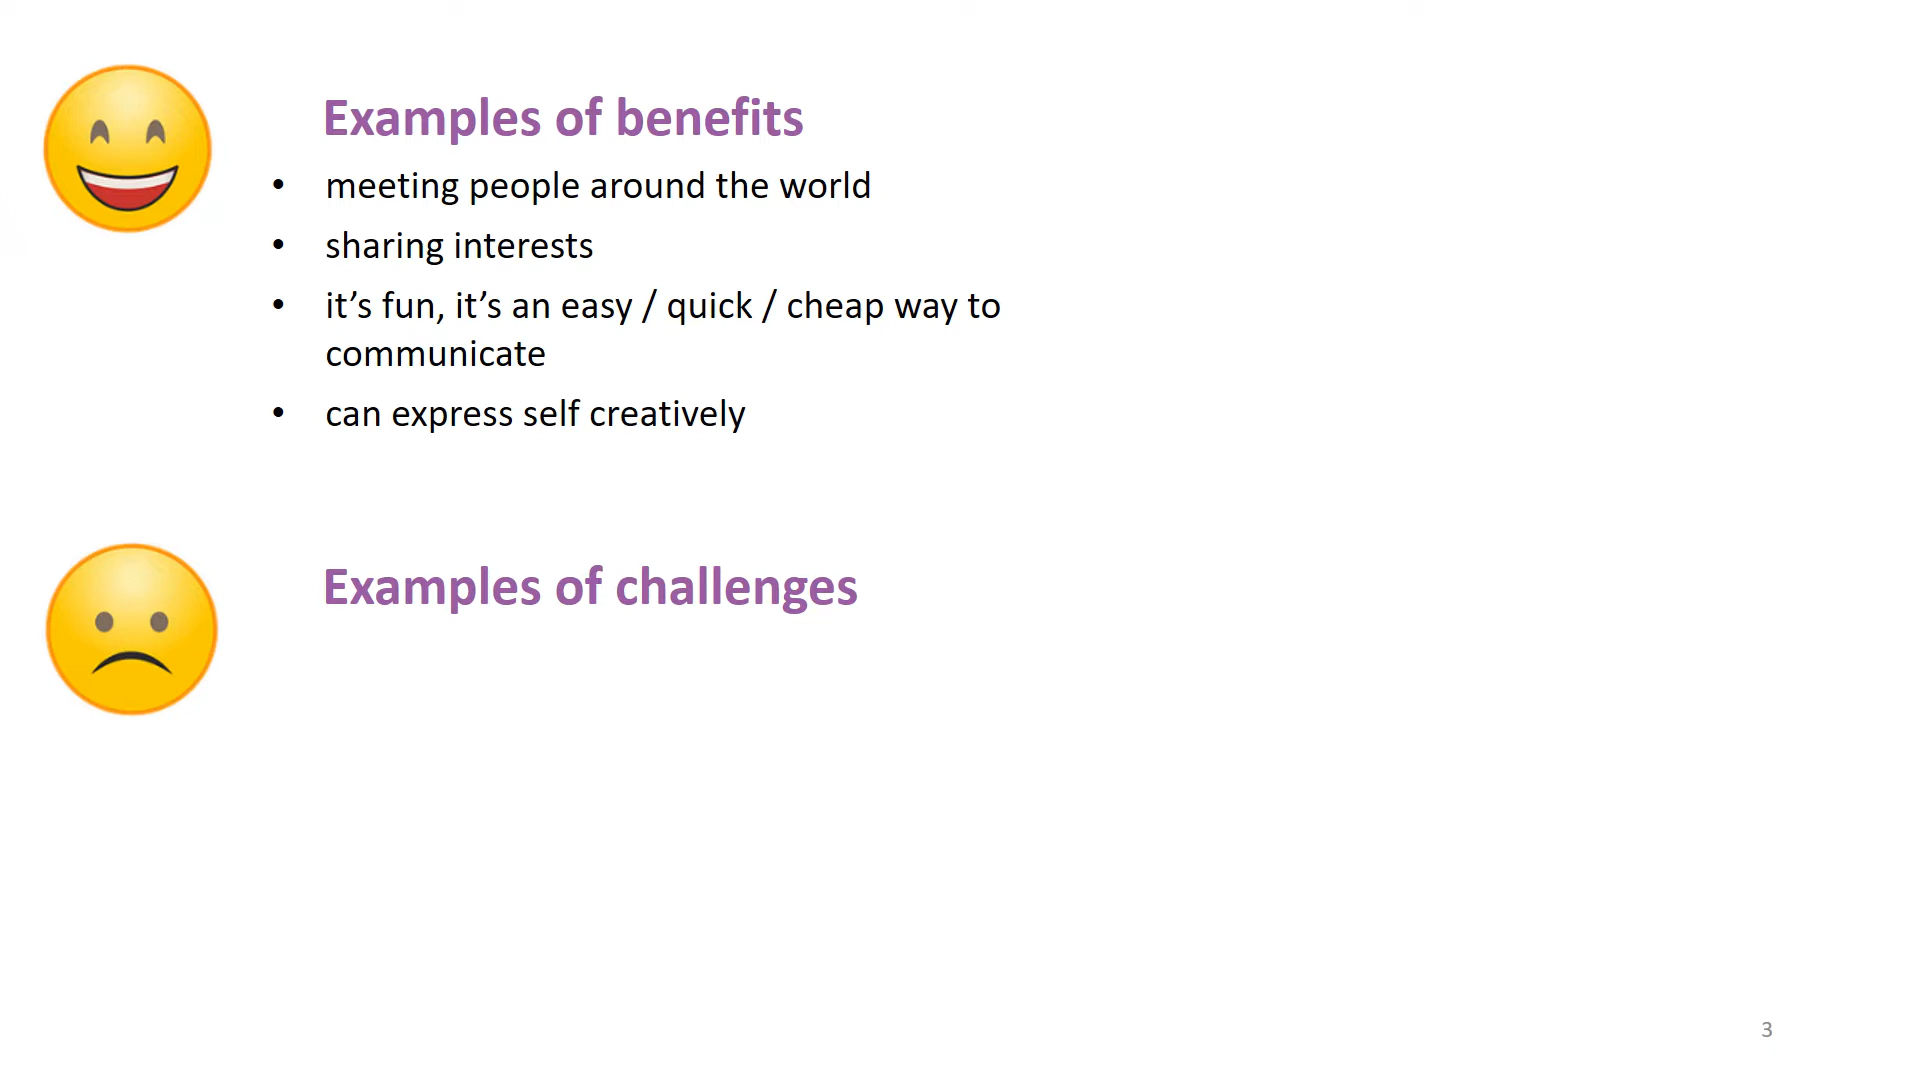 Examples of benefits
• meeting people around the world
• sharing interests
• it’s fun, it’s an easy / quick / cheap way to
communicate
• can express self creatively
Examples of challenges
3